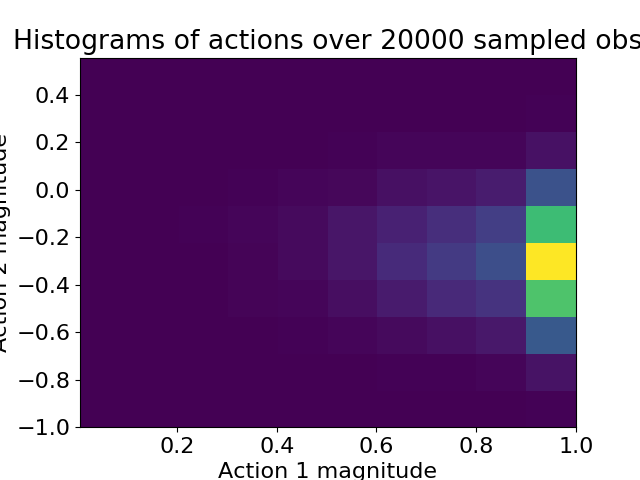 Histograms of actions over 20000 sampled obs
Action 2 magnitude
0.4
0.2
0.0
−0.2
−0.4
−0.6
−0.8
−1.0
0.2 0.4 0.6 0.8 1.0
Action 1 magnitude